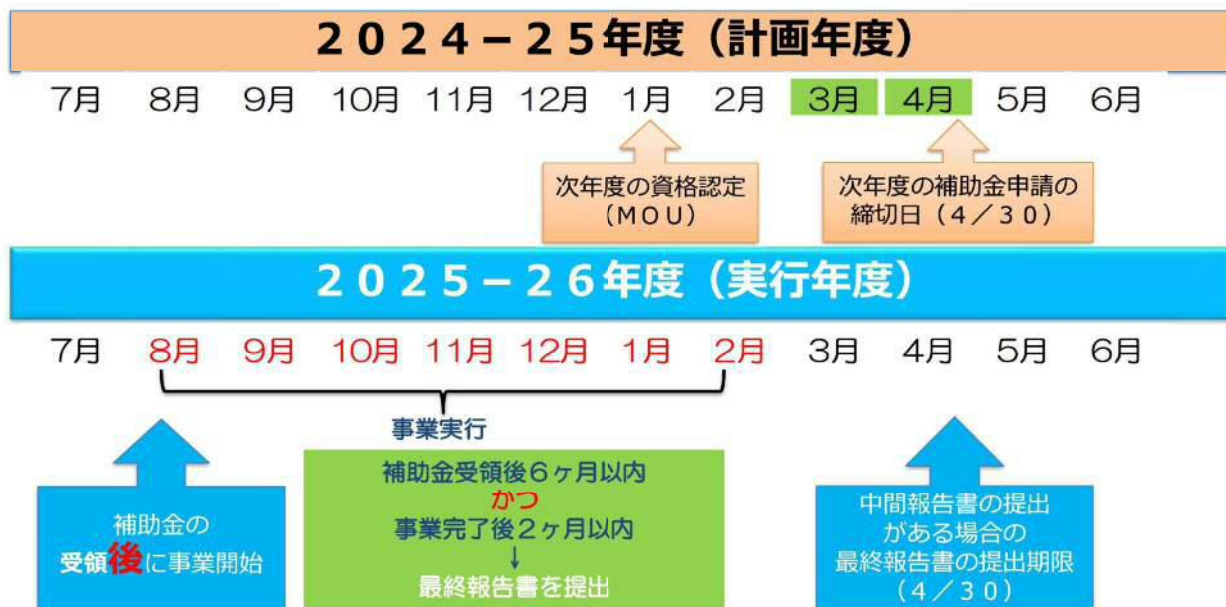 ２０２４－２５年度（計画年度）
7月 8月 9月 10月 11月 12月 1月 2月 3月 4月 5月 6月
次年度の資格認定
（ＭＯＵ）
次年度の補助金申請の
締切日（４／３０）
２０２５－２６年度（実行年度）
7月 8月 9月 10月 11月 12月 1月 2月 3月 4月 5月 6月
事業実行
補助金の
受領後に事業開始
補助金受領後６ヶ月以内
かつ
事業完了後２ヶ月以内
↓
最終報告書を提出
中間報告書の提出
がある場合の
最終報告書の提出期限
（４／３０）